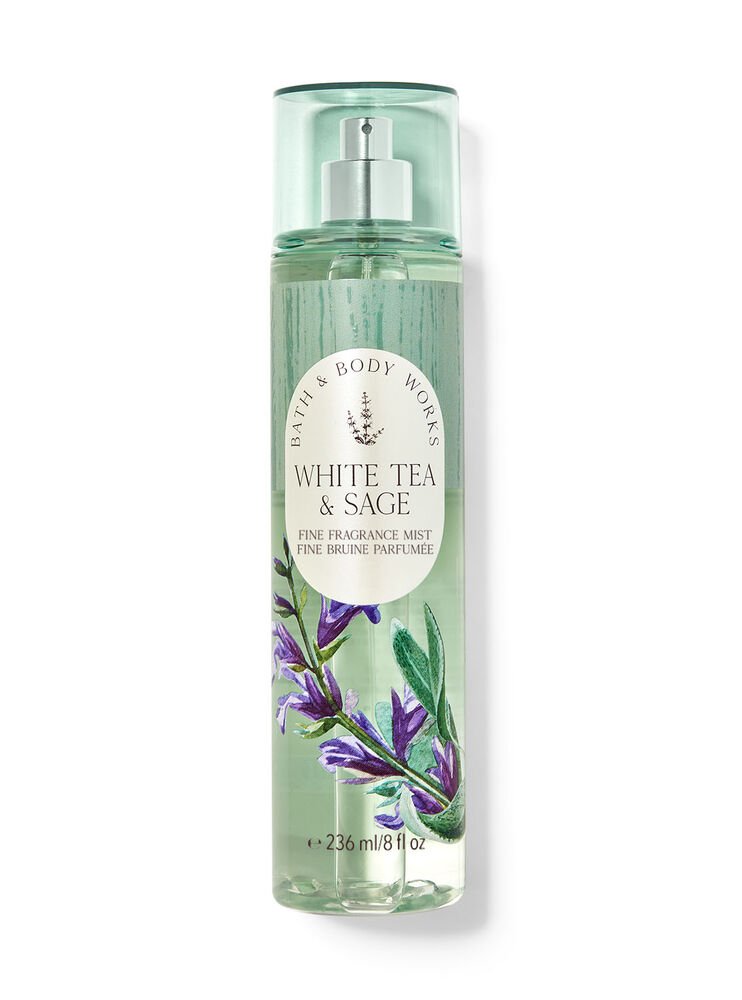 BATH & BODY WORKS
WHITE TEA
& SAGE
FINE FRAGRANCE MIST
FINE BRUINE PARFUMÉE
℮ 236 ml/8 fl oz